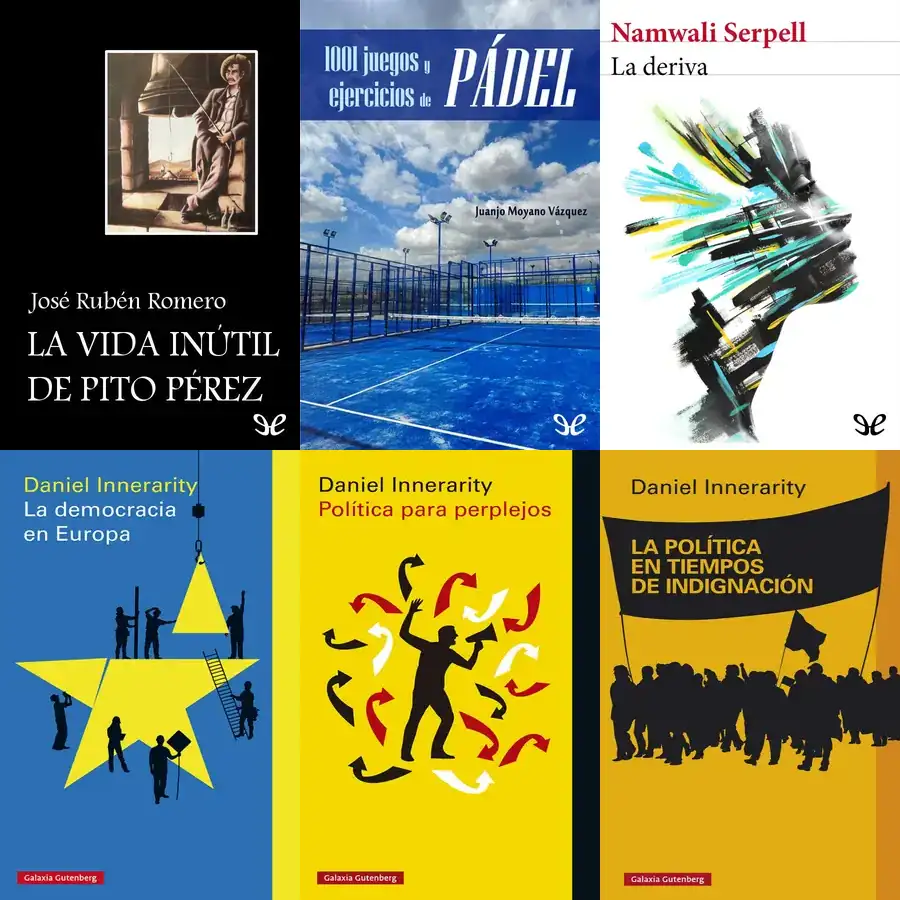 José Rubén Romero
LA VIDA INÚTIL
DE PITO PÉREZ
1001 juegos y
ejercicios de PÁDEL
Juanjo Moyano Vázquez
Namwali Serpell
La deriva
Daniel Innerarity
La democracia
en Europa
Galaxia Gutenberg
Daniel Innerarity
Política para perplejos
Galaxia Gutenberg
Daniel Innerarity
LA POLÍTICA
EN TIEMPOS
DE INDIGNACIÓN
Galaxia Gutenberg